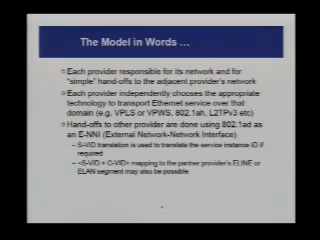 The Model in Words …
Each provider responsible for its network and for
"simple" hand-offs to the adjacent provider's network
Each provider independently chooses the appropriate
technology to transport Ethernet service over that
domain (e.g. VPLS or VPWS, 802.1ah, L2TPv3 etc)
Hand-offs to other provider are done using 802.1ad as
an E-NNI (External Network-Network Interface)
– S-VID translation is used to translate the service instance ID if
required
– <S-VID + C-VID> mapping to the partner provider's ELINE or
ELAN segment may also be possible